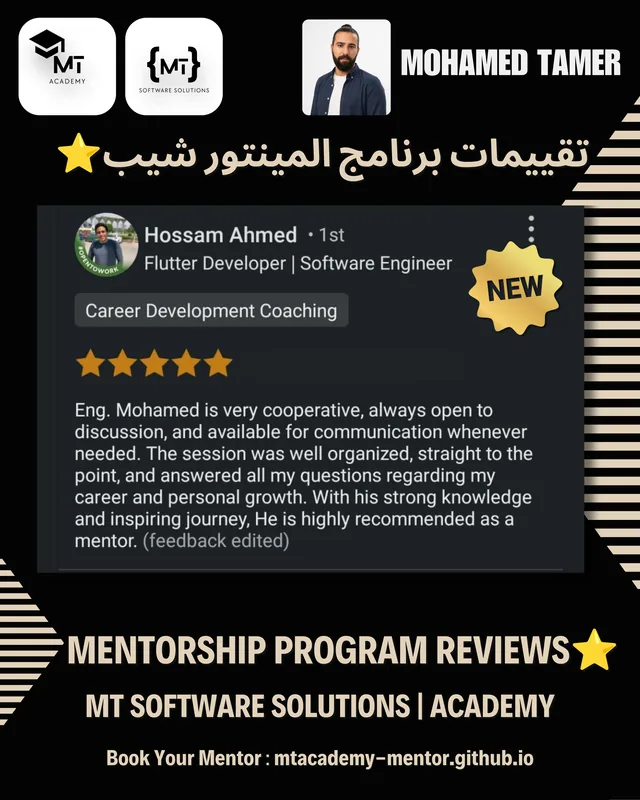 MT
ACADEMY
{MT}
SOFTWARE SOLUTIONS
MOHAMED TAMER
تقييمات برنامج المينتور شيب⭐
Hossam Ahmed • 1st
Flutter Developer | Software Engineer
#OPENTOWORK
NEW
Career Development Coaching
Eng. Mohamed is very cooperative, always open to
discussion, and available for communication whenever
needed. The session was well organized, straight to the
point, and answered all my questions regarding my
career and personal growth. With his strong knowledge
and inspiring journey, He is highly recommended as a
mentor. (feedback edited)
MENTORSHIP PROGRAM REVIEWS⭐
MT SOFTWARE SOLUTIONS | ACADEMY
Book Your Mentor : mtacademy-mentor.github.io